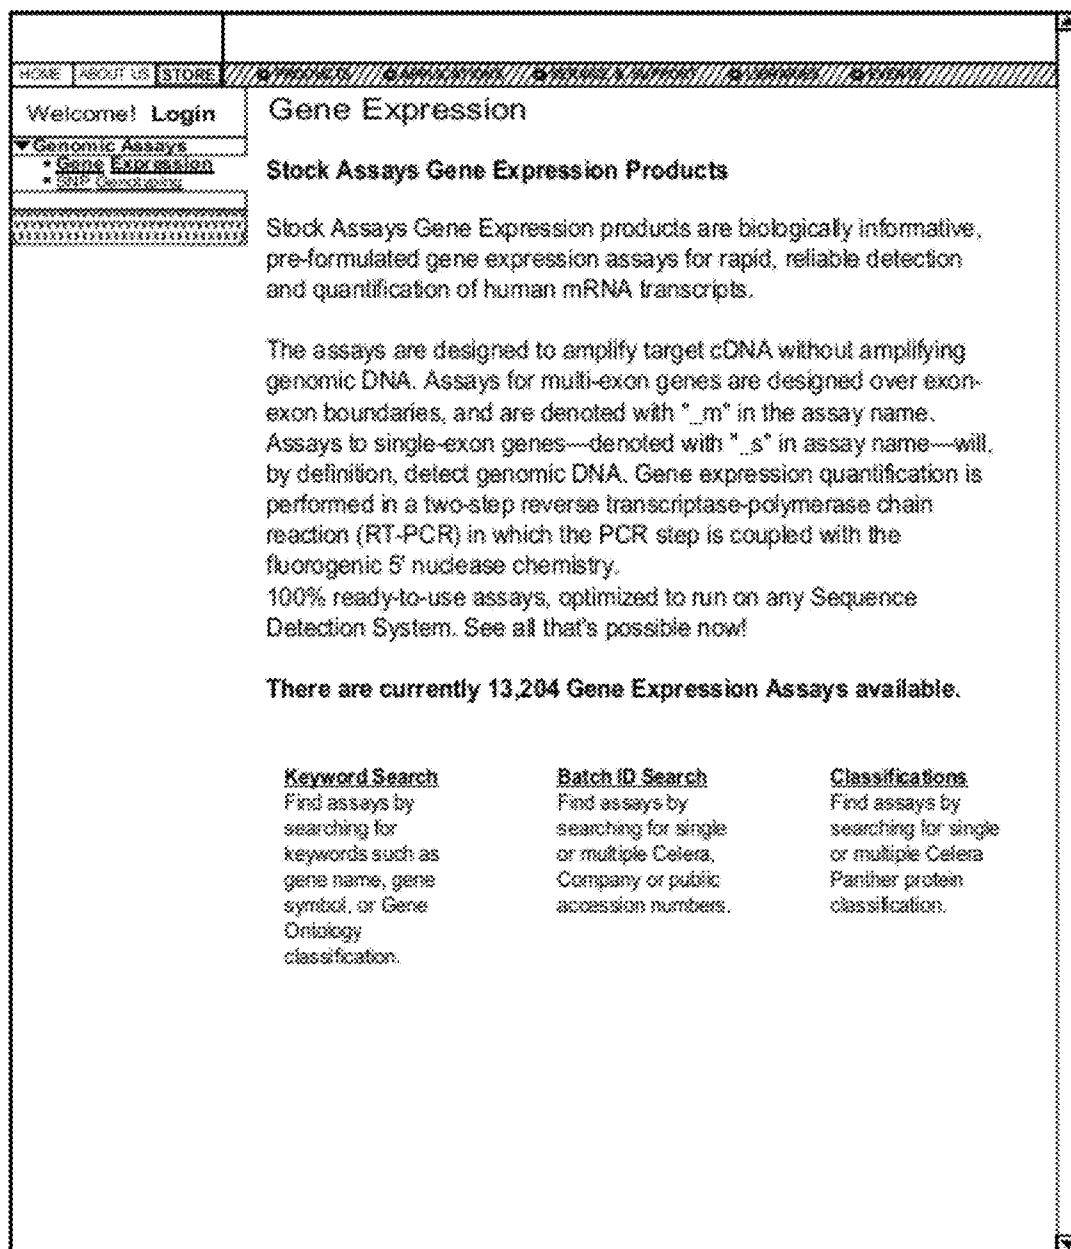 HOME ABOUT US STORE PRODUCTS APPLICATIONS SERVICE & SUPPORT LIBRARIES EVENTS
Welcome! Login
Genomic Assays
Gene Expression
SNP Genotyping
Gene Expression
Stock Assays Gene Expression Products
Stock Assays Gene Expression products are biologically informative,
pre-formulated gene expression assays for rapid, reliable detection
and quantification of human mRNA transcripts.
The assays are designed to amplify target cDNA without amplifying
genomic DNA. Assays for multi-exon genes are designed over exon-
exon boundaries, and are denoted with "_m" in the assay name.
Assays to single-exon genes—denoted with "_s" in assay name—will,
by definition, detect genomic DNA. Gene expression quantification is
performed in a two-step reverse transcriptase-polymerase chain
reaction (RT-PCR) in which the PCR step is coupled with the
fluorogenic 5' nuclease chemistry.
100% ready-to-use assays, optimized to run on any Sequence
Detection System. See all that's possible now!
There are currently 13,204 Gene Expression Assays available.
Keyword Search
Find assays by
searching for
keywords such as
gene name, gene
symbol, or Gene
Ontology
classification.
Batch ID Search
Find assays by
searching for single
or multiple Celera,
Company or public
accession numbers.
Classifications
Find assays by
searching for single
or multiple Celera
Panther protein
classification.